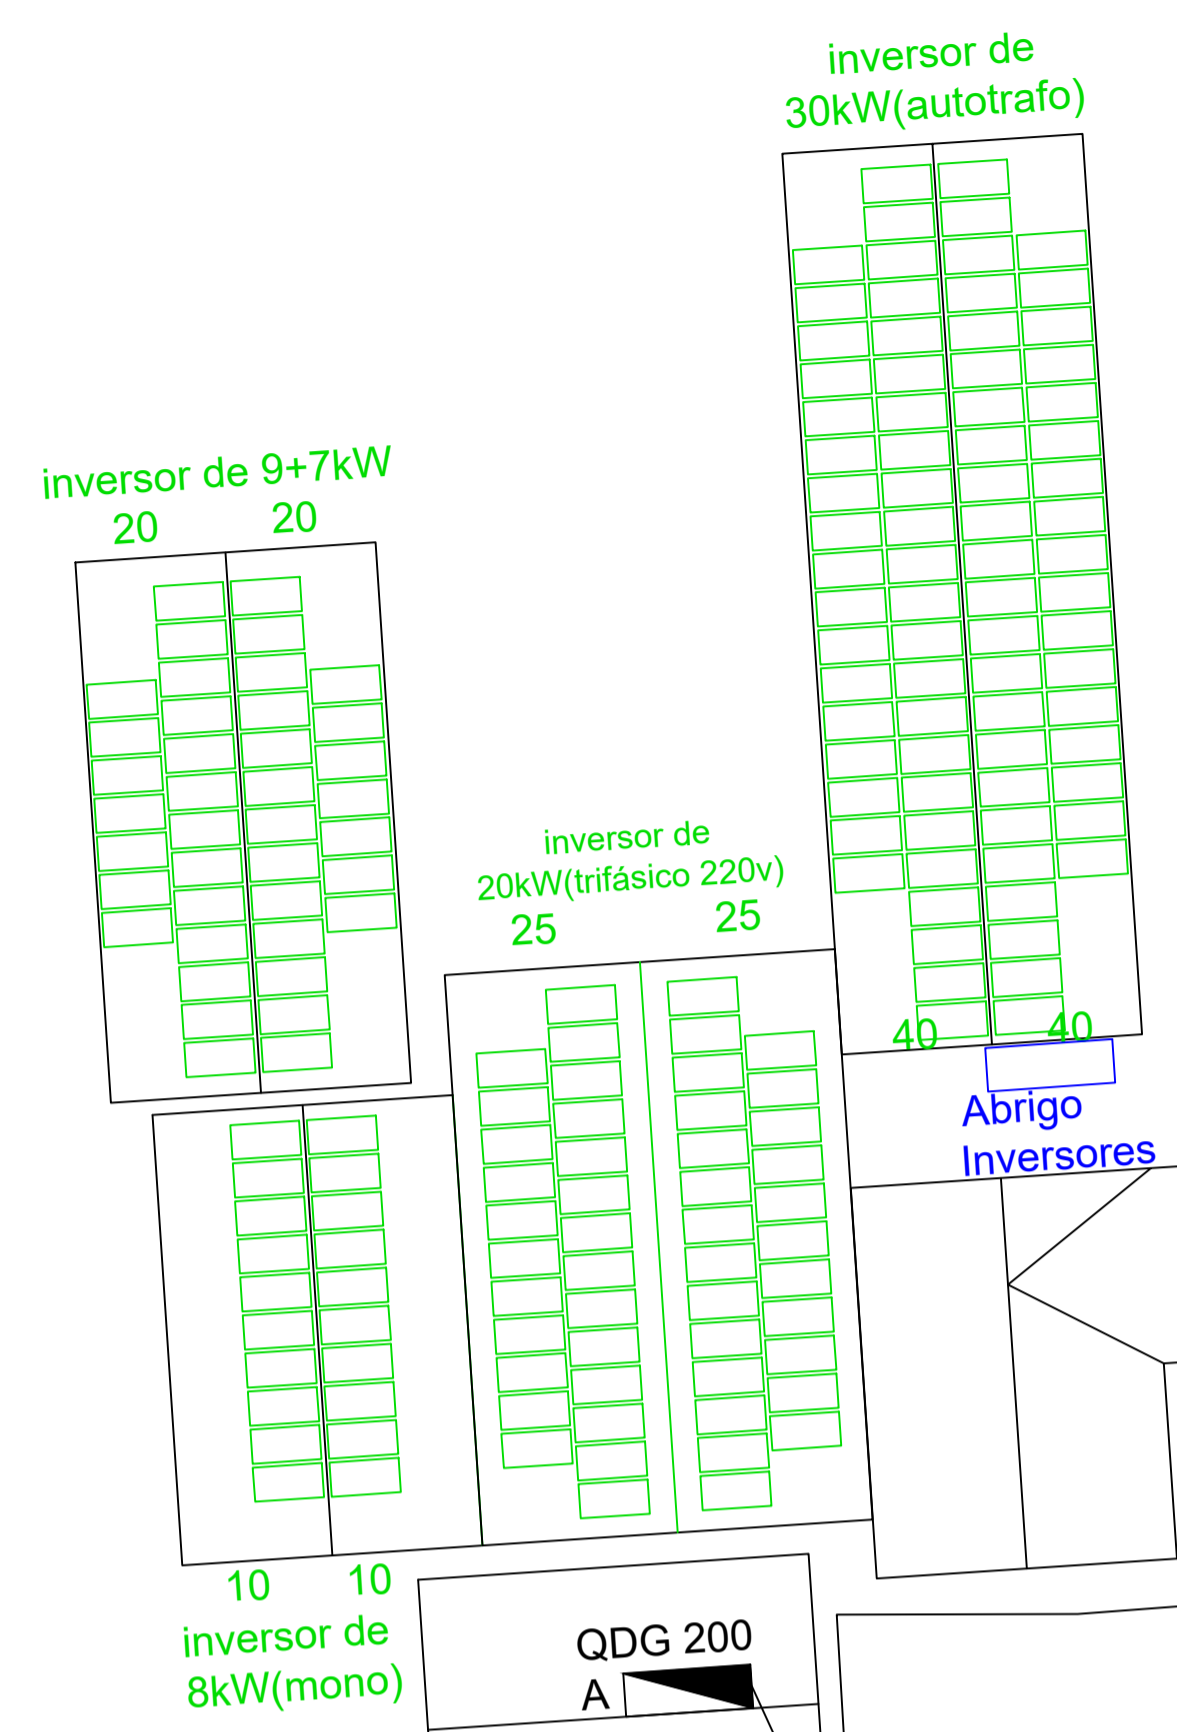 inversor de
30kW(autotrafo)
inversor de 9+7kW
20 20
inversor de
20kW(trifásico 220v)
25 25
40 40
Abrigo
Inversores
10 10
inversor de
8kW(mono)
QDG 200
A